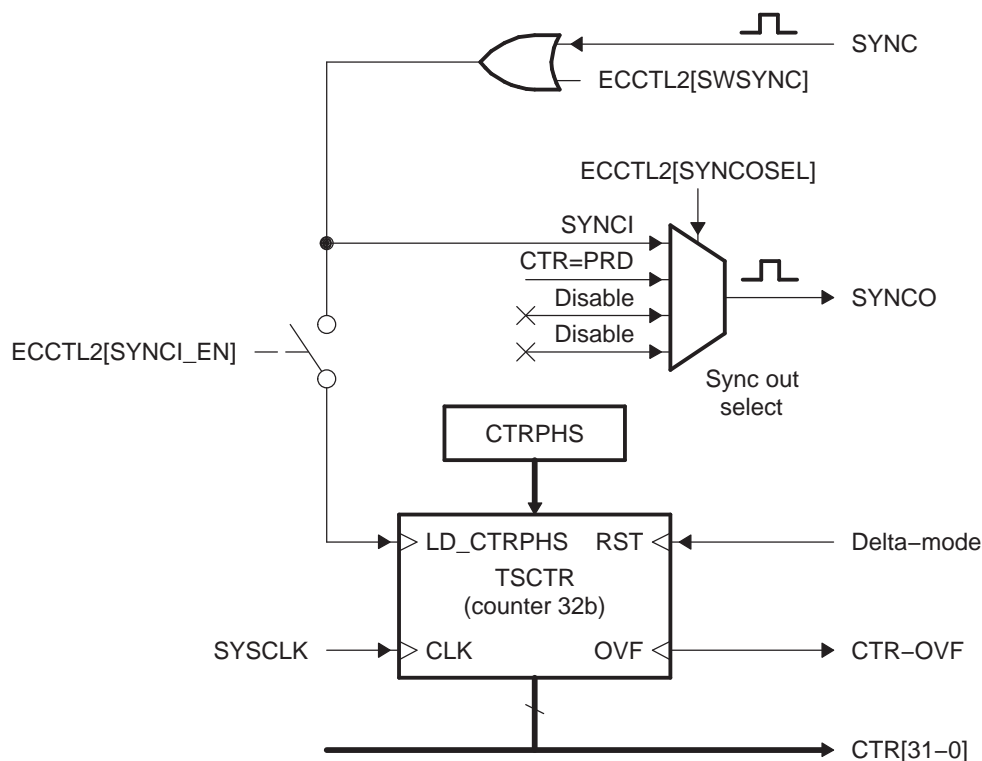 SYNC
ECCTL2[SWSYNC]
ECCTL2[SYNCOSEL]
SYNCI
CTR=PRD
Disable
Disable
SYNCO
ECCTL2[SYNCI_EN]
Sync out
select
CTRPHS
LD_CTRPHS
RST
Delta−mode
TSCTR
(counter 32b)
SYSCLK
CLK
OVF
CTR−OVF
CTR[31−0]